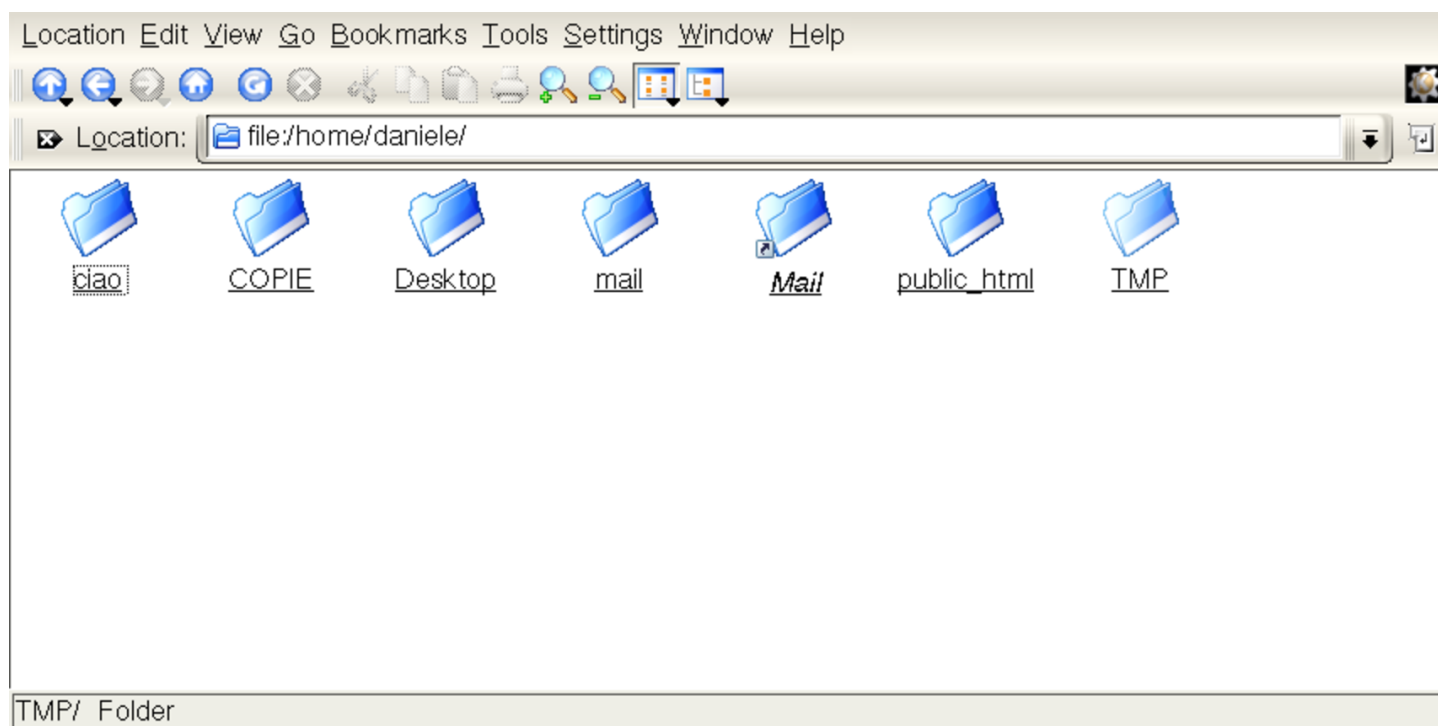 Location Edit View Go Bookmarks Tools Settings Window Help
Location: file:/home/daniele/
ciao COPIE Desktop mail Mail public_html TMP
TMP/ Folder